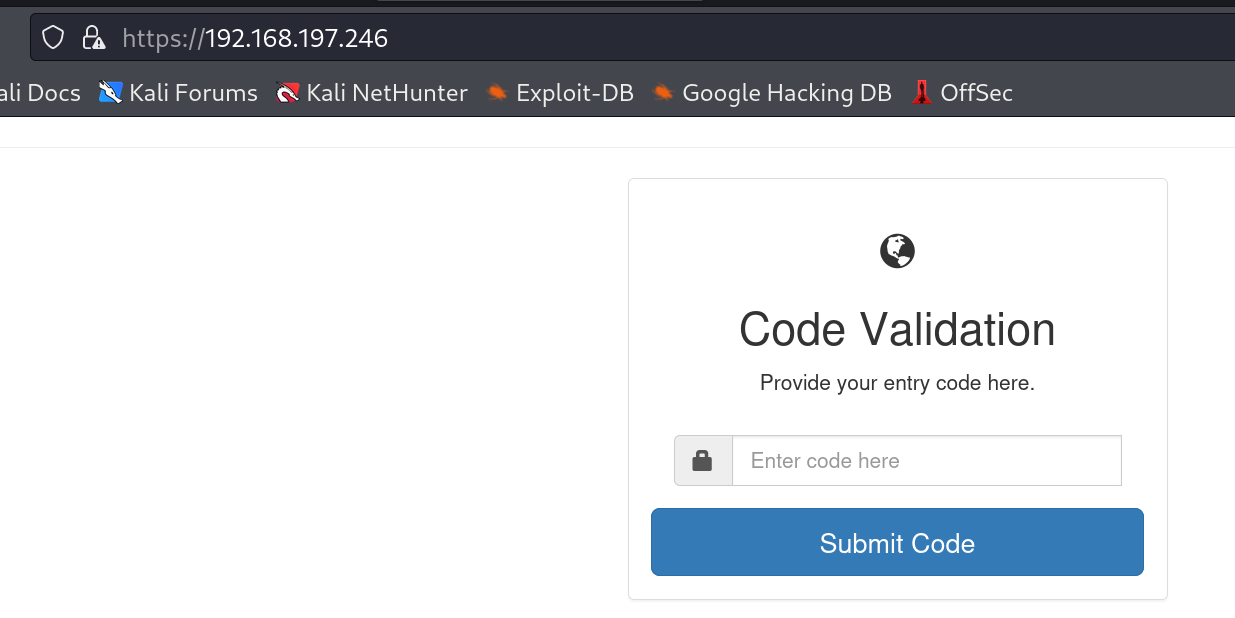 https://192.168.197.246
ali Docs Kali Forums Kali NetHunter Exploit-DB Google Hacking DB OffSec
Code Validation
Provide your entry code here.
Enter code here
Submit Code